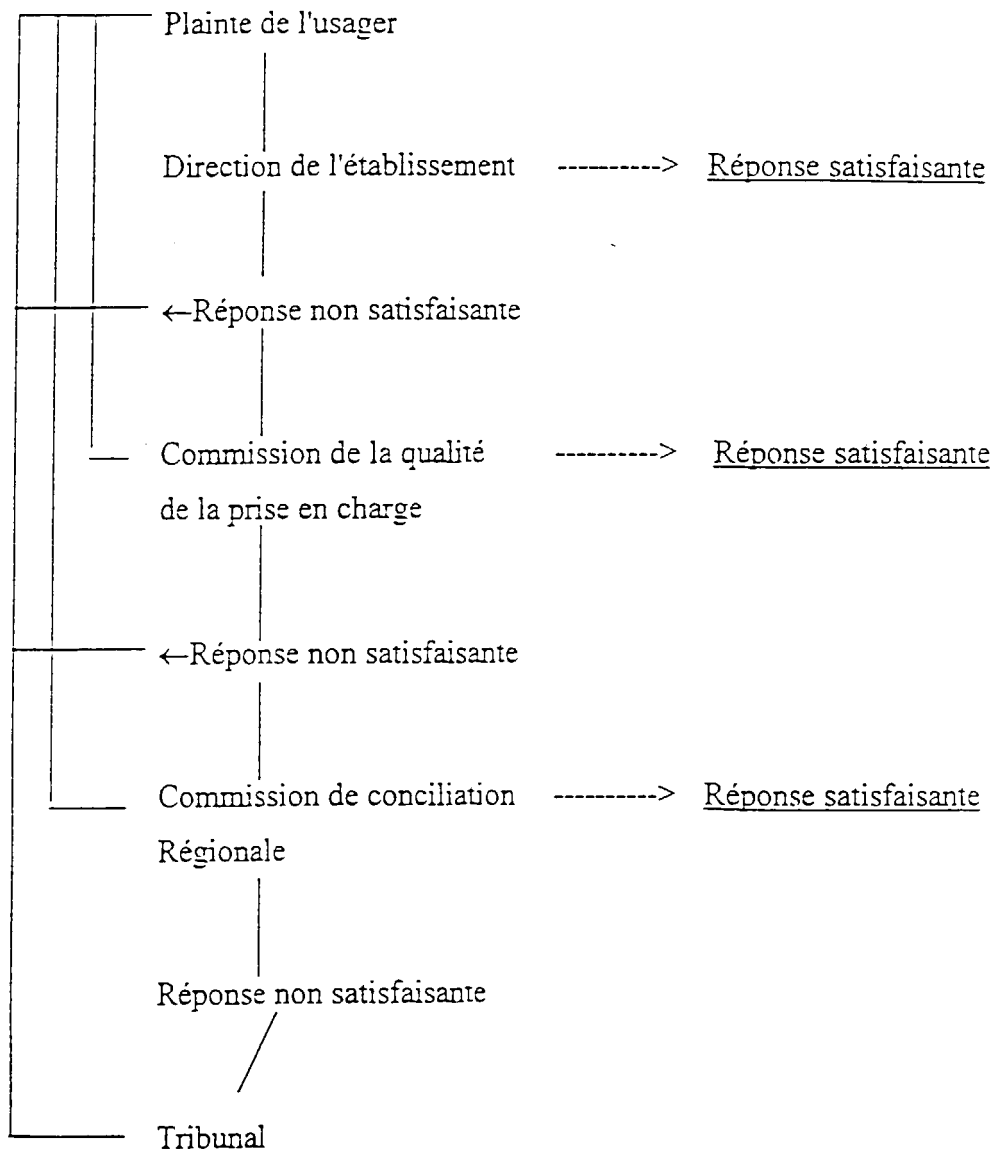 Plainte de l'usager
Direction de l'établissement ----------> Réponse satisfaisante
←Réponse non satisfaisante
Commission de la qualité ----------> Réponse satisfaisante
de la prise en charge
←Réponse non satisfaisante
Commission de conciliation ----------> Réponse satisfaisante
Régionale
Réponse non satisfaisante
Tribunal